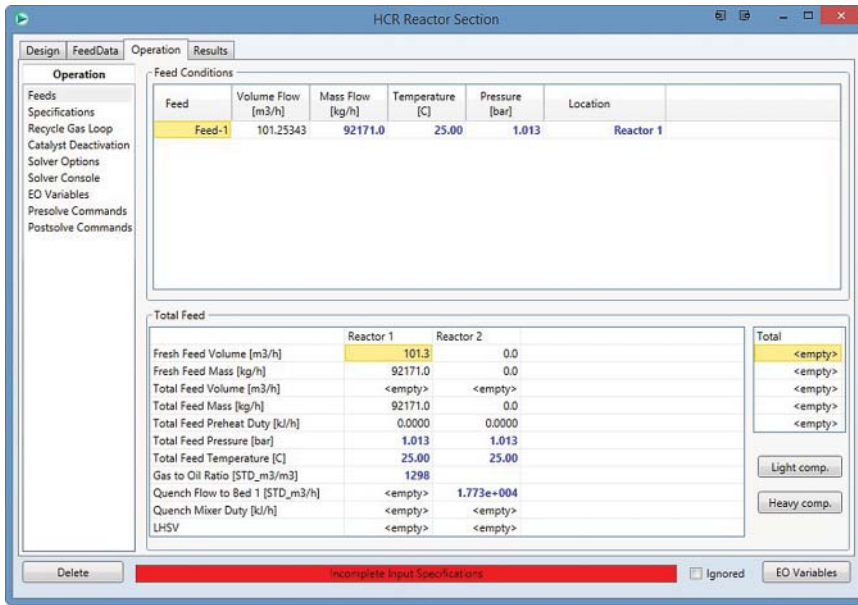 HCR Reactor Section
Design FeedData Operation Results
Operation
Feeds
Specifications
Recycle Gas Loop
Catalyst Deactivation
Solver Options
Solver Console
EO Variables
Presolve Commands
Postsolve Commands
Feed Conditions
Feed Volume Flow [m3/h] Mass Flow [kg/h] Temperature [C] Pressure [bar] Location
Feed-1 101.25343 92171.0 25.00 1.013 Reactor 1
Total Feed
Reactor 1 Reactor 2
Fresh Feed Volume [m3/h] 101.3 0.0
Fresh Feed Mass [kg/h] 92171.0 0.0
Total Feed Volume [m3/h] <empty> <empty>
Total Feed Mass [kg/h] 92171.0 0.0
Total Feed Preheat Duty [kJ/h] 0.0000 0.0000
Total Feed Pressure [bar] 1.013 1.013
Total Feed Temperature [C] 25.00 25.00
Gas to Oil Ratio [STD_m3/m3] 1298
Quench Flow to Bed 1 [STD_m3/h] <empty> 1.773e+004
Quench Mixer Duty [kJ/h] <empty> <empty>
LHSV <empty> <empty>
Total
<empty>
<empty>
<empty>
<empty>
<empty>
Light comp.
Heavy comp.
Delete Incomplete Input Specifications Ignored EO Variables